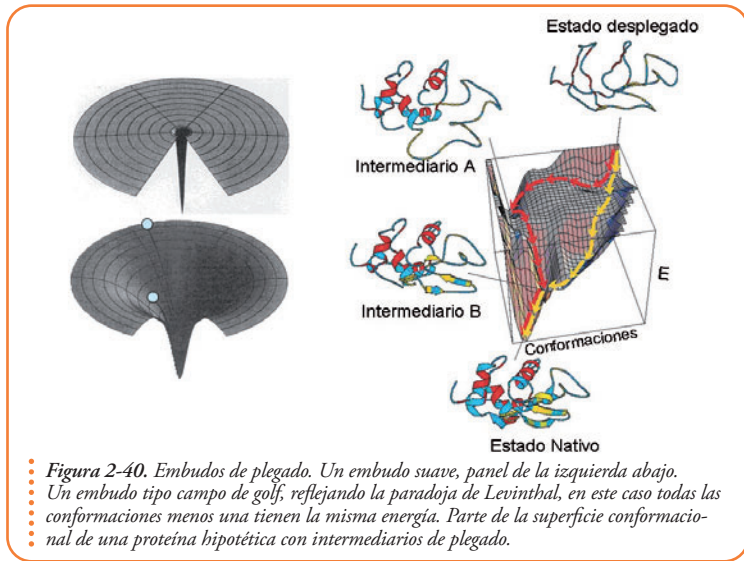 Estado desplegado
Intermediario A
Intermediario B
E
Conformaciones
Estado Nativo
Figura 2-40. Embudos de plegado. Un embudo suave, panel de la izquierda abajo.
Un embudo tipo campo de golf, reflejando la paradoja de Levinthal, en este caso todas las
conformaciones menos una tienen la misma energía. Parte de la superficie conformacio-
nal de una proteína hipotética con intermediarios de plegado.